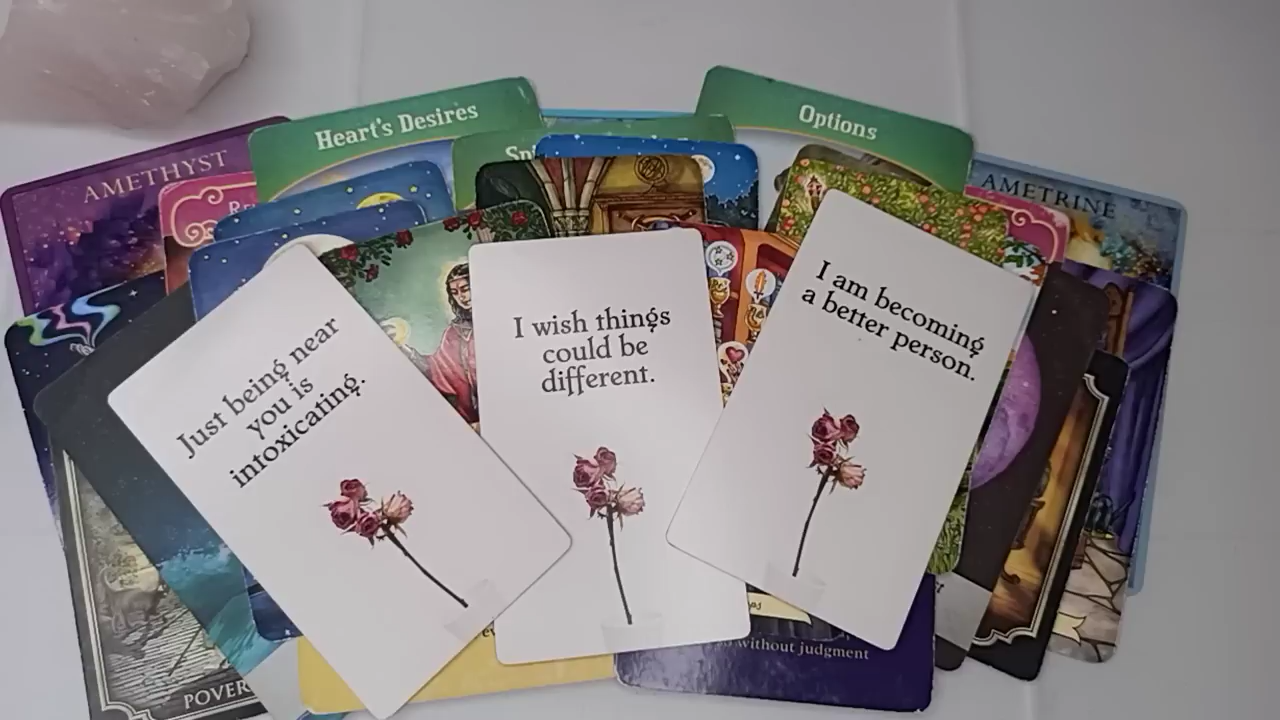 Heart's Desires
Options
AMETHYST
AMETRINE
Just being near
you is
intoxicating.
I wish things
could be
different.
I am becoming
a better person.
without judgment